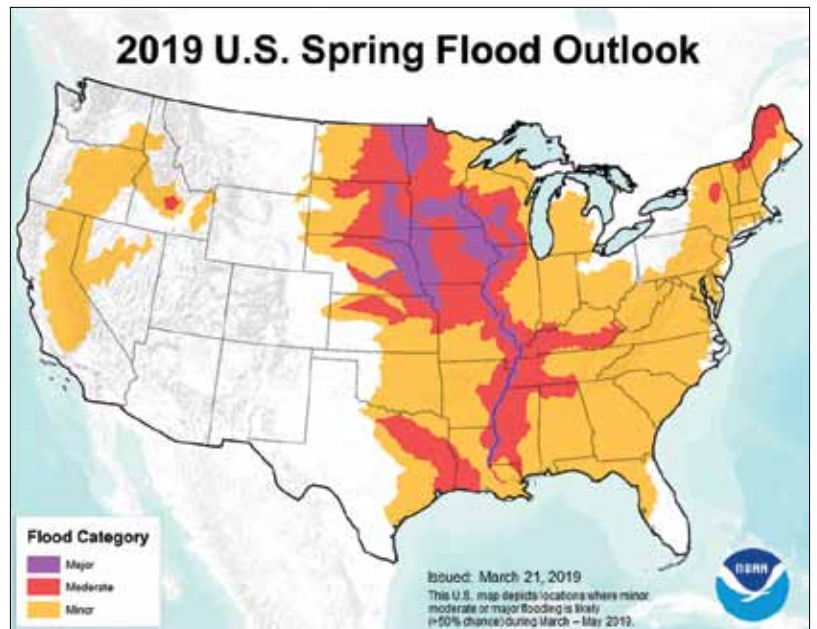 2019 U.S. Spring Flood Outlook
Flood Category
Major
Moderate
Minor
Issued: March 21, 2019
This U.S. map depicts locations where minor
moderate or major flooding is likely
(>50% chance) during March – May 2019.
NOAA